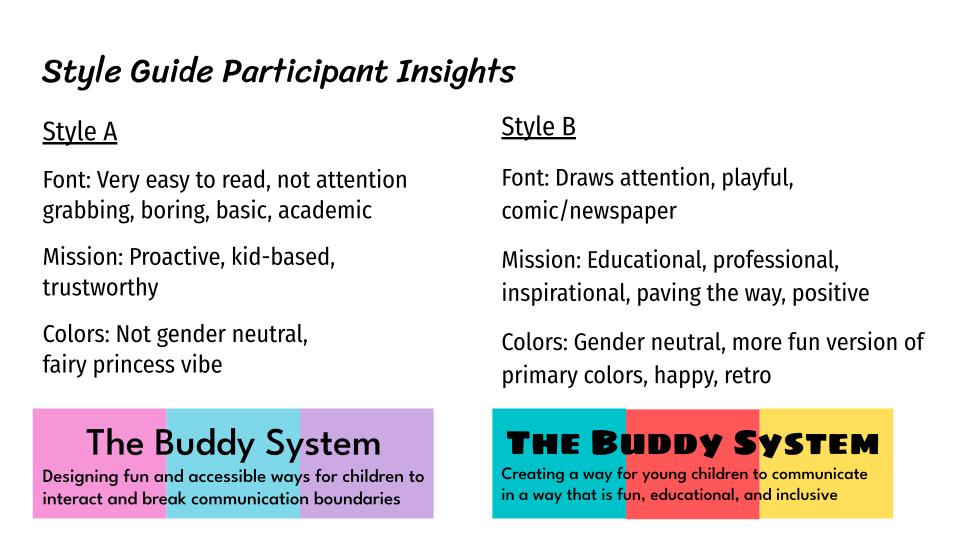 Style Guide Participant Insights
Style A
Font: Very easy to read, not attention
grabbing, boring, basic, academic
Mission: Proactive, kid-based,
trustworthy
Colors: Not gender neutral,
fairy princess vibe
The Buddy System
Designing fun and accessible ways for children to
interact and break communication boundaries
Style B
Font: Draws attention, playful,
comic/newspaper
Mission: Educational, professional,
inspirational, paving the way, positive
Colors: Gender neutral, more fun version of
primary colors, happy, retro
The Buddy System
Creating a way for young children to communicate
in a way that is fun, educational, and inclusive